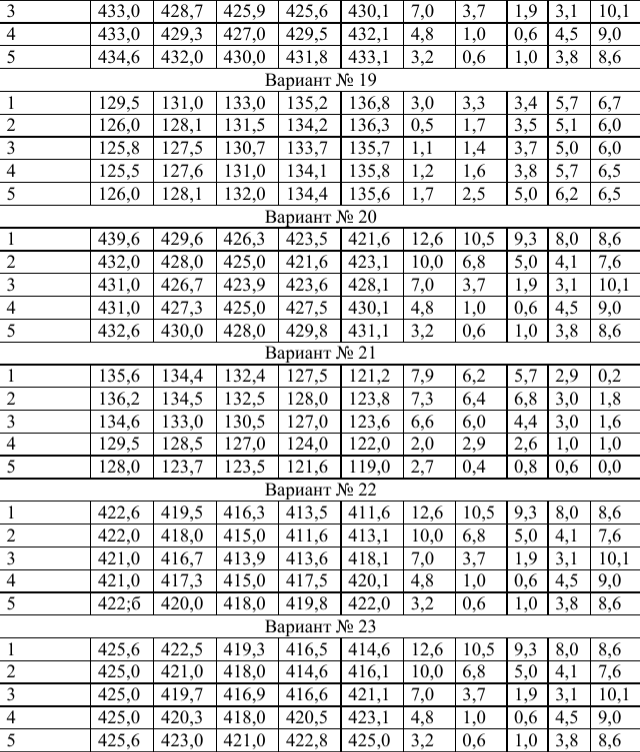 3 433,0 428,7 425,9 425,6 430,1 7,0 3,7 1,9 3,1 10,1
4 433,0 429,3 427,0 429,5 432,1 4,8 1,0 0,6 4,5 9,0
5 434,6 432,0 430,0 431,8 433,1 3,2 0,6 1,0 3,8 8,6
Вариант № 19
1 129,5 131,0 133,0 135,2 136,8 3,0 3,3 3,4 5,7 6,7
2 126,0 128,1 131,5 134,2 136,3 0,5 1,7 3,5 5,1 6,0
3 125,8 127,5 130,7 133,7 135,7 1,1 1,4 3,7 5,0 6,0
4 125,5 127,6 131,0 134,1 135,8 1,2 1,6 3,8 5,7 6,5
5 126,0 128,1 132,0 134,4 135,6 1,7 2,5 5,0 6,2 6,5
Вариант № 20
1 439,6 429,6 426,3 423,5 421,6 12,6 10,5 9,3 8,0 8,6
2 432,0 428,0 425,0 421,6 423,1 10,0 6,8 5,0 4,1 7,6
3 431,0 426,7 423,9 423,6 428,1 7,0 3,7 1,9 3,1 10,1
4 431,0 427,3 425,0 427,5 430,1 4,8 1,0 0,6 4,5 9,0
5 432,6 430,0 428,0 429,8 431,1 3,2 0,6 1,0 3,8 8,6
Вариант № 21
1 135,6 134,4 132,4 127,5 121,2 7,9 6,2 5,7 2,9 0,2
2 136,2 134,5 132,5 128,0 123,8 7,3 6,4 6,8 3,0 1,8
3 134,6 133,0 130,5 127,0 123,6 6,6 6,0 4,4 3,0 1,6
4 129,5 128,5 127,0 124,0 122,0 2,0 2,9 2,6 1,0 1,0
5 128,0 123,7 123,5 121,6 119,0 2,7 0,4 0,8 0,6 0,0
Вариант № 22
1 422,6 419,5 416,3 413,5 411,6 12,6 10,5 9,3 8,0 8,6
2 422,0 418,0 415,0 411,6 413,1 10,0 6,8 5,0 4,1 7,6
3 421,0 416,7 413,9 413,6 418,1 7,0 3,7 1,9 3,1 10,1
4 421,0 417,3 415,0 417,5 420,1 4,8 1,0 0,6 4,5 9,0
5 422;б 420,0 418,0 419,8 422,0 3,2 0,6 1,0 3,8 8,6
Вариант № 23
1 425,6 422,5 419,3 416,5 414,6 12,6 10,5 9,3 8,0 8,6
2 425,0 421,0 418,0 414,6 416,1 10,0 6,8 5,0 4,1 7,6
3 425,0 419,7 416,9 416,6 421,1 7,0 3,7 1,9 3,1 10,1
4 425,0 420,3 418,0 420,5 423,1 4,8 1,0 0,6 4,5 9,0
5 425,6 423,0 421,0 422,8 425,0 3,2 0,6 1,0 3,8 8,6